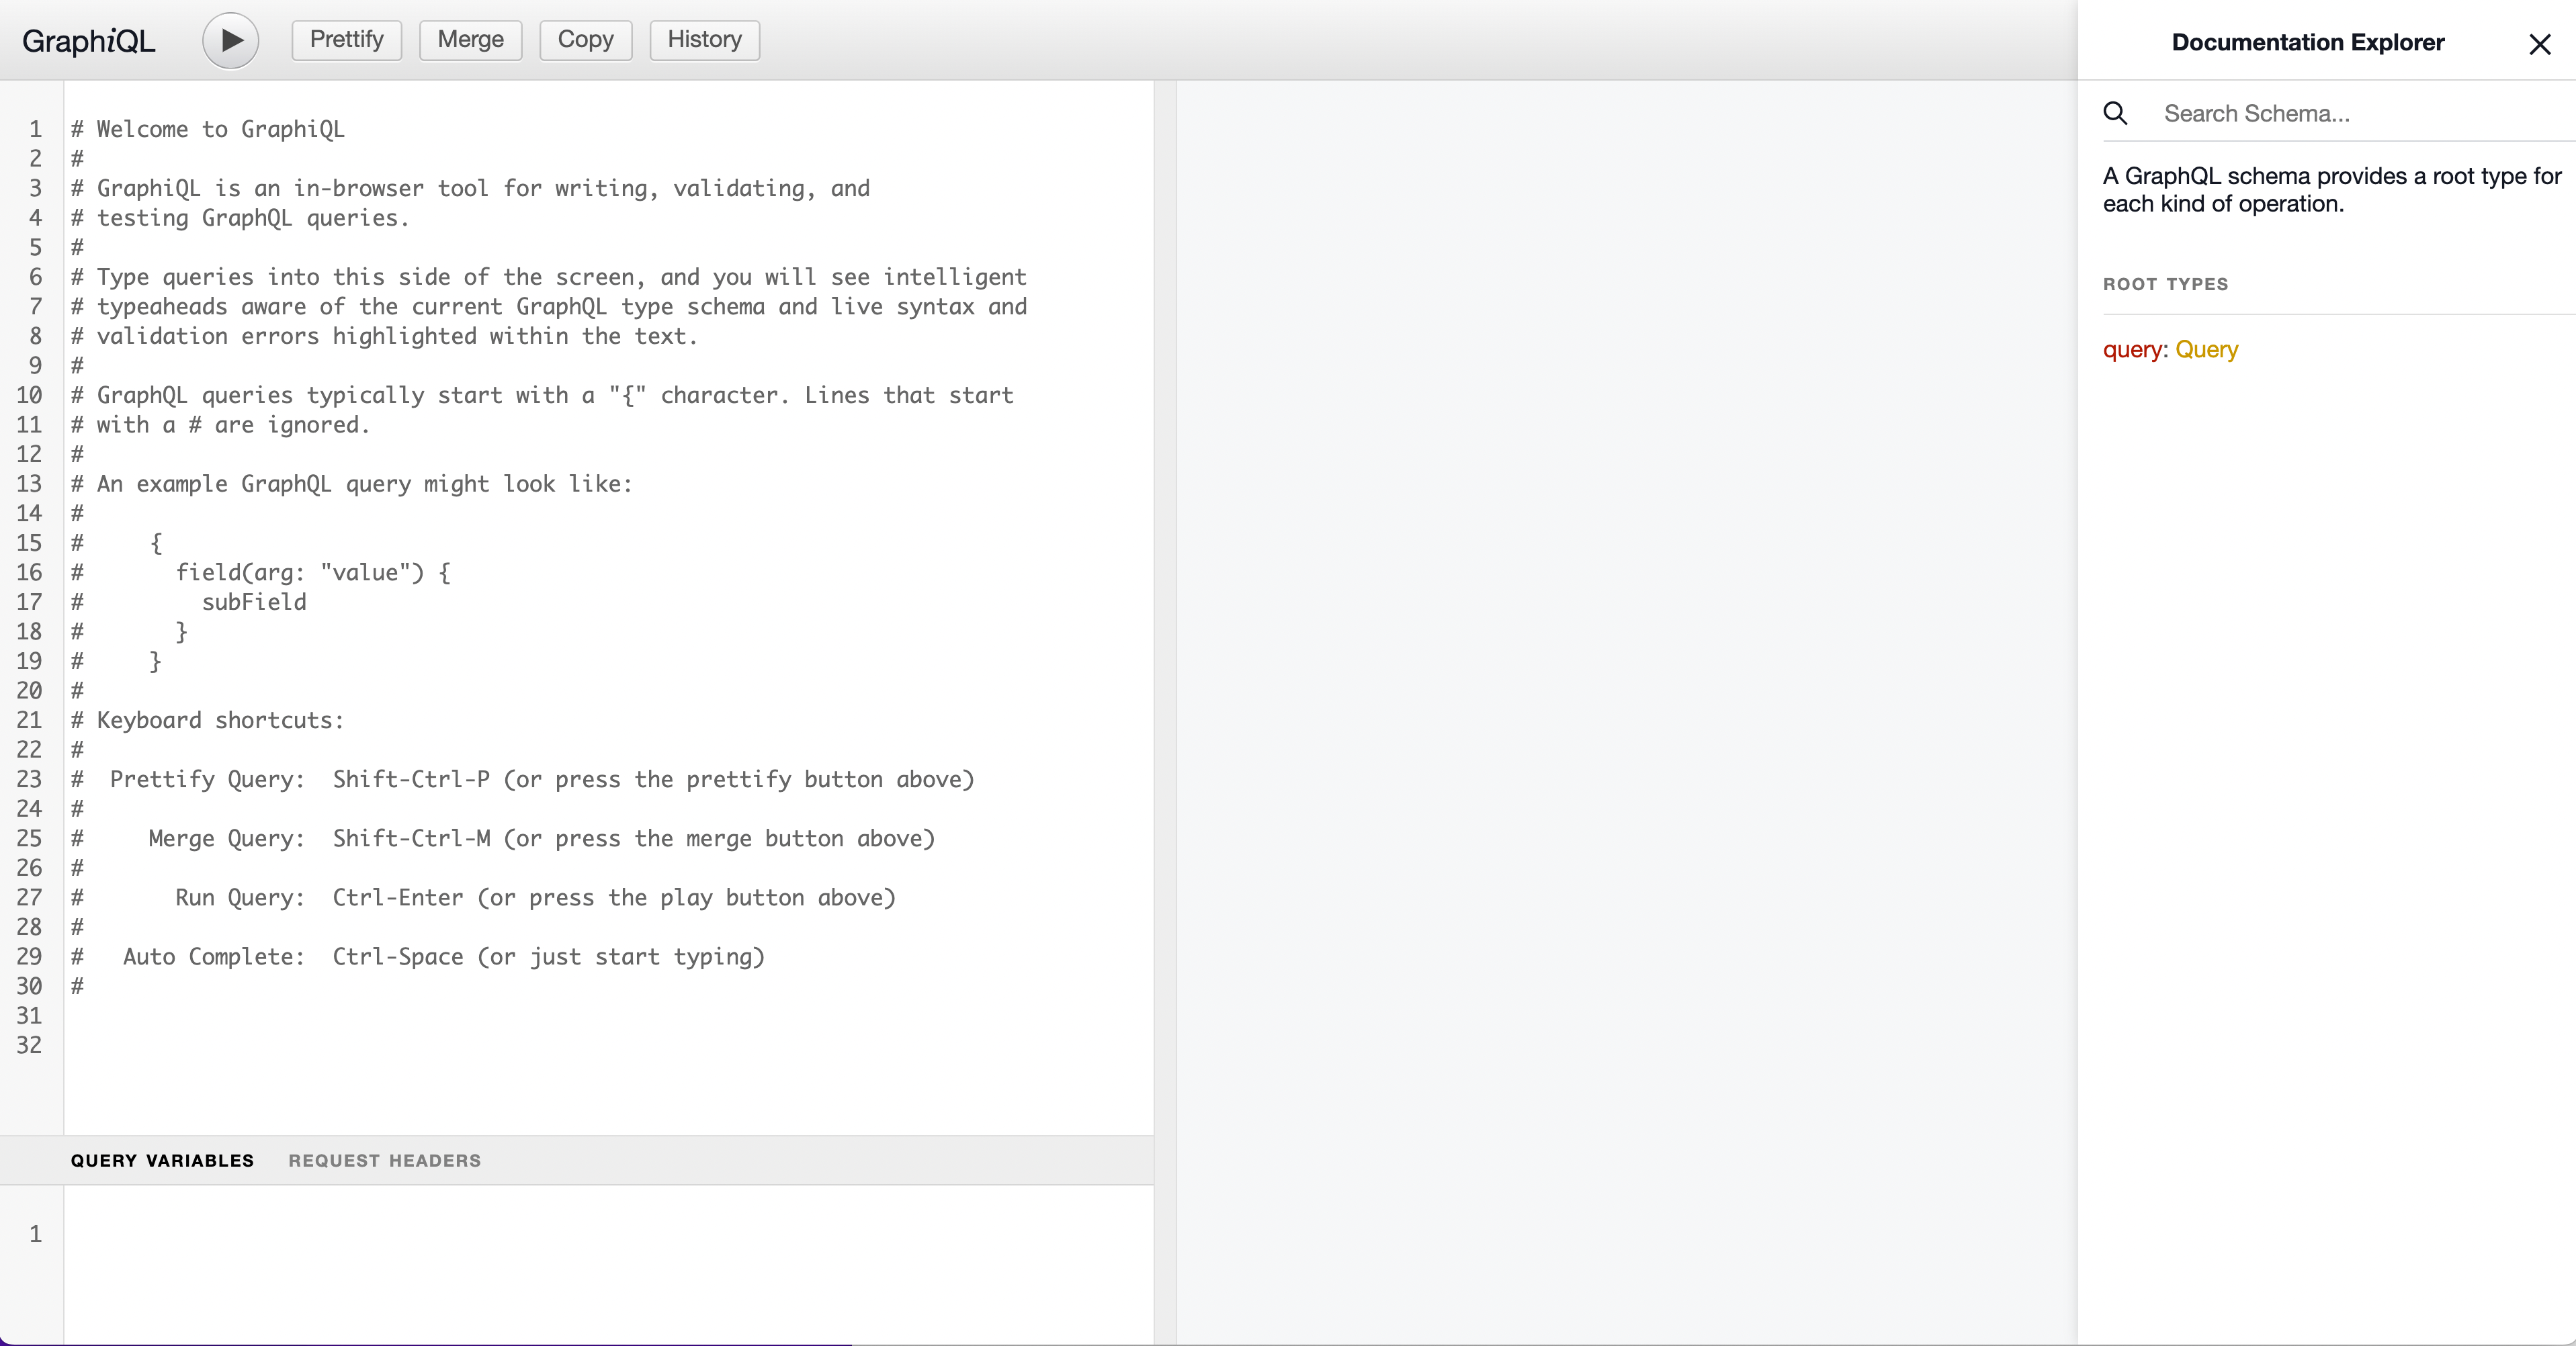 GraphiQL
Prettify
Merge
Copy
History
1 # Welcome to GraphiQL
2 #
3 # GraphiQL is an in-browser tool for writing, validating, and
4 # testing GraphQL queries.
5 #
6 # Type queries into this side of the screen, and you will see intelligent
7 # typeaheads aware of the current GraphQL type schema and live syntax and
8 # validation errors highlighted within the text.
9 #
10 # GraphQL queries typically start with a "{" character. Lines that start
11 # with a # are ignored.
12 #
13 # An example GraphQL query might look like:
14 #
15 #     {
16 #       field(arg: "value") {
17 #         subField
18 #       }
19 #     }
20 #
21 # Keyboard shortcuts:
22 #
23 #  Prettify Query:  Shift-Ctrl-P (or press the prettify button above)
24 #
25 #     Merge Query:  Shift-Ctrl-M (or press the merge button above)
26 #
27 #       Run Query:  Ctrl-Enter (or press the play button above)
28 #
29 #   Auto Complete:  Ctrl-Space (or just start typing)
30 #
31
32
QUERY VARIABLES
REQUEST HEADERS
1
Documentation Explorer
Search Schema...
A GraphQL schema provides a root type for
each kind of operation.
ROOT TYPES
query: Query